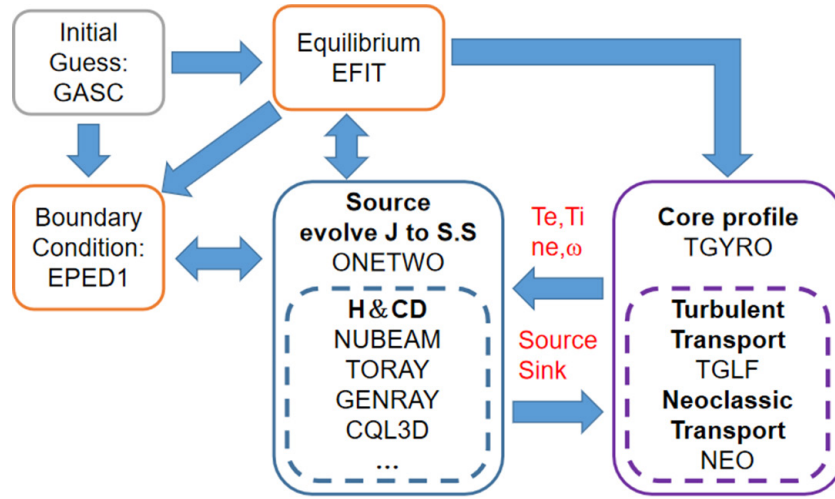 Initial
Guess:
GASC
Equilibrium
EFIT
Boundary
Condition:
EPED1
Source
evolve J to S.S
ONETWO
H&CD
NUBEAM
TORAY
GENRAY
CQL3D
...
Te,Ti
ne,ω
Source
Sink
Core profile
TGYRO
Turbulent
Transport
TGLF
Neoclassic
Transport
NEO